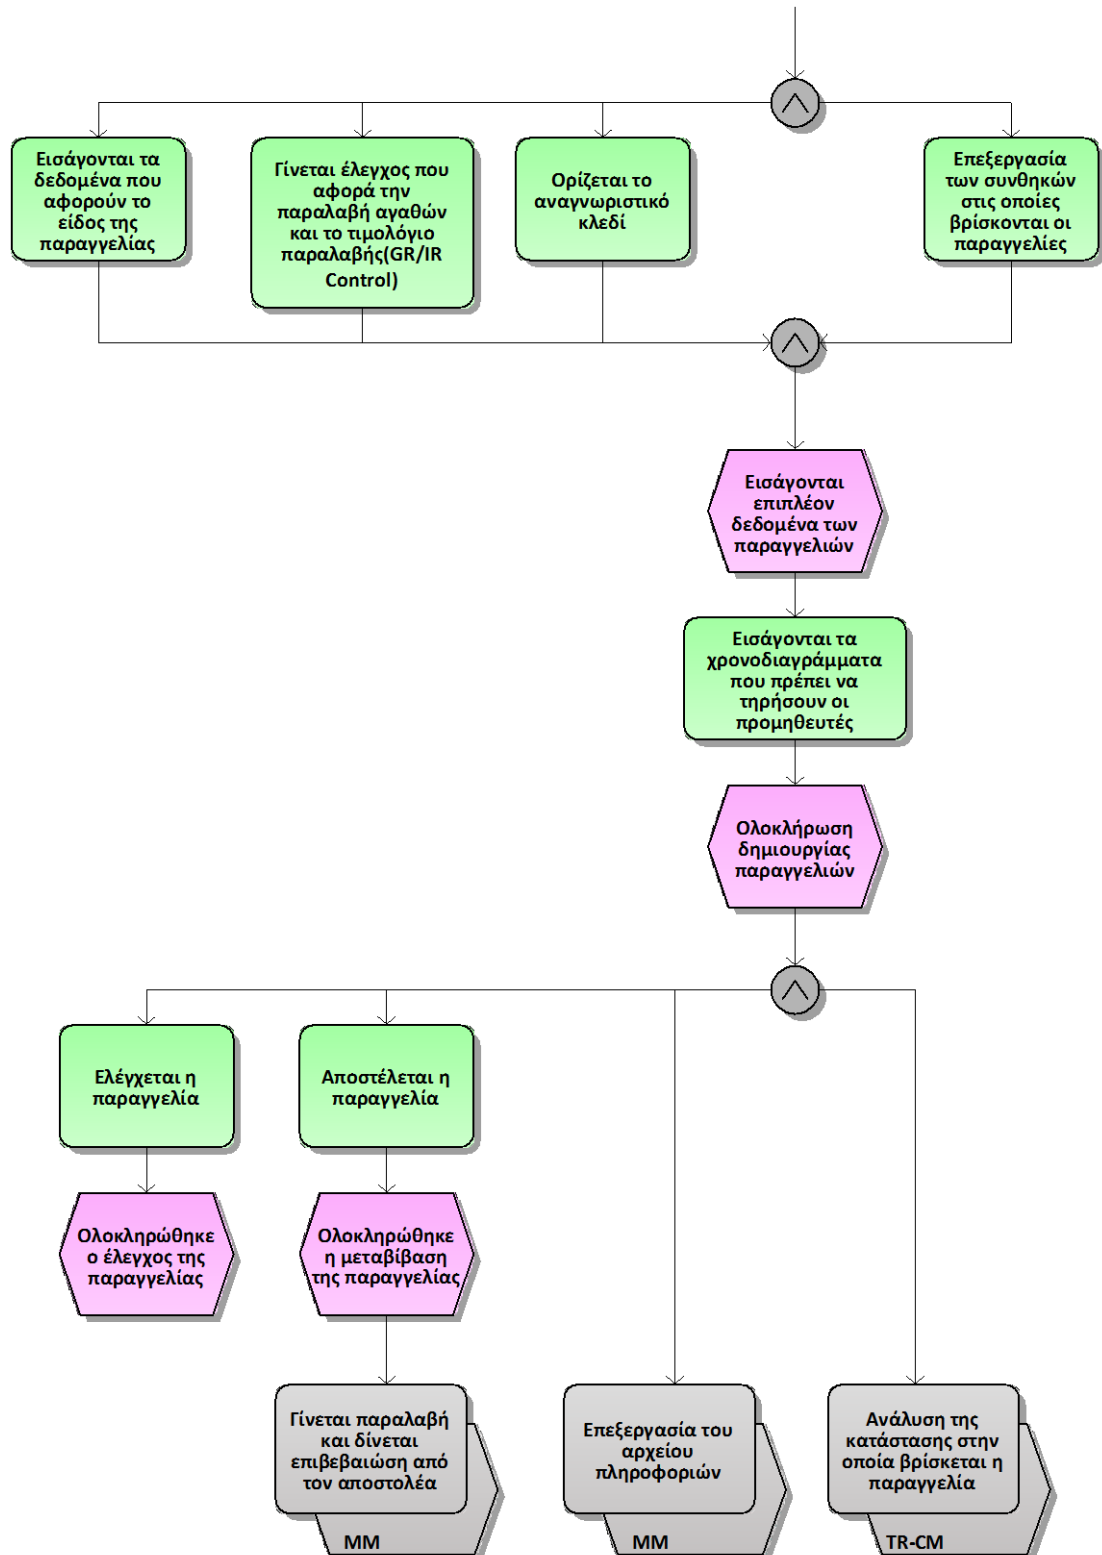 Εισάγονται τα
δεδομένα που
αφορούν το
είδος της
παραγγελίας
Γίνεται έλεγχος που
αφορά την
παραλαβή αγαθών
και το τιμολόγιο
παραλαβής(GR/IR
Control)
Ορίζεται το
αναγνωριστικό
κλεδί
Επεξεργασία
των συνθηκών
στις οποίες
βρίσκονται οι
παραγγελίες
Εισάγονται
επιπλέον
δεδομένα των
παραγγελιών
Εισάγονται τα
χρονοδιαγράμματα
που πρέπει να
τηρήσουν οι
προμηθευτές
Ολοκλήρωση
δημιουργίας
παραγγελιών
Ελέγχεται η
παραγγελία
Αποστέλεται η
παραγγελία
Ολοκληρώθηκε
ο έλεγχος της
παραγγελίας
Ολοκληρώθηκε
η μεταβίβαση
της παραγγελίας
Γίνεται παραλαβή
και δίνεται
επιβεβαιώση από
τον αποστολέα
MM
Επεξεργασία του
αρχείου
πληροφοριών
MM
Ανάλυση της
κατάστασης στην
οποία βρίσκεται η
παραγγελία
TR-CM